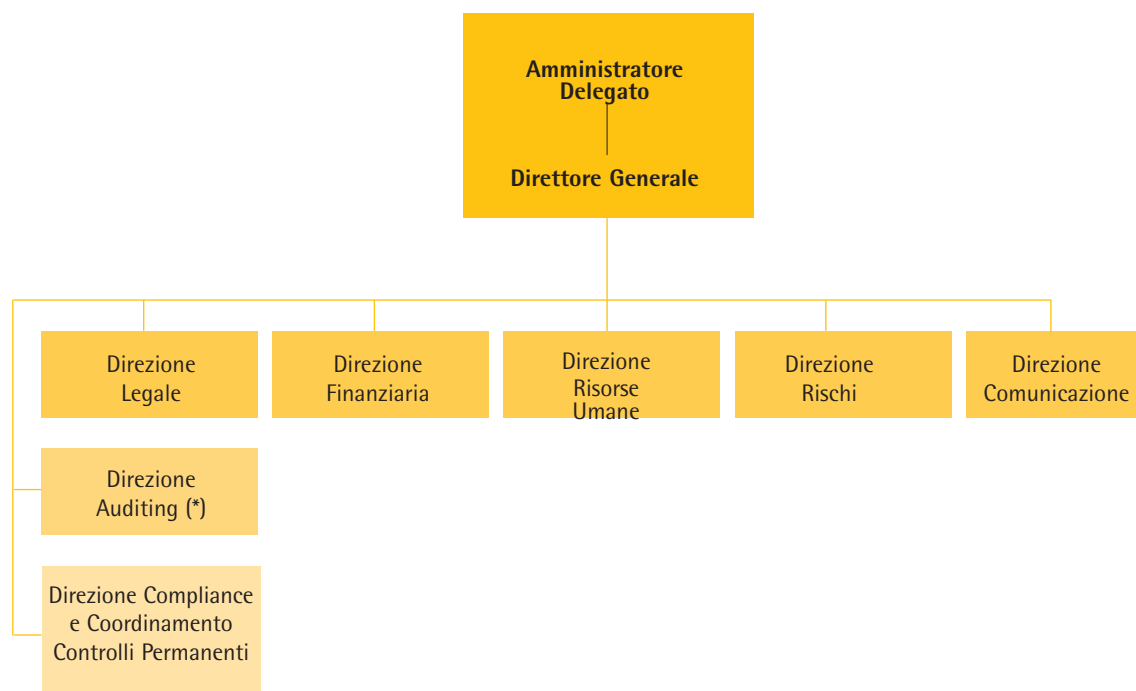 Amministratore
Delegato
Direttore Generale
Direzione
Legale
Direzione
Finanziaria
Direzione
Risorse
Umane
Direzione
Rischi
Direzione
Comunicazione
Direzione
Auditing (*)
Direzione Compliance
e Coordinamento
Controlli Permanenti